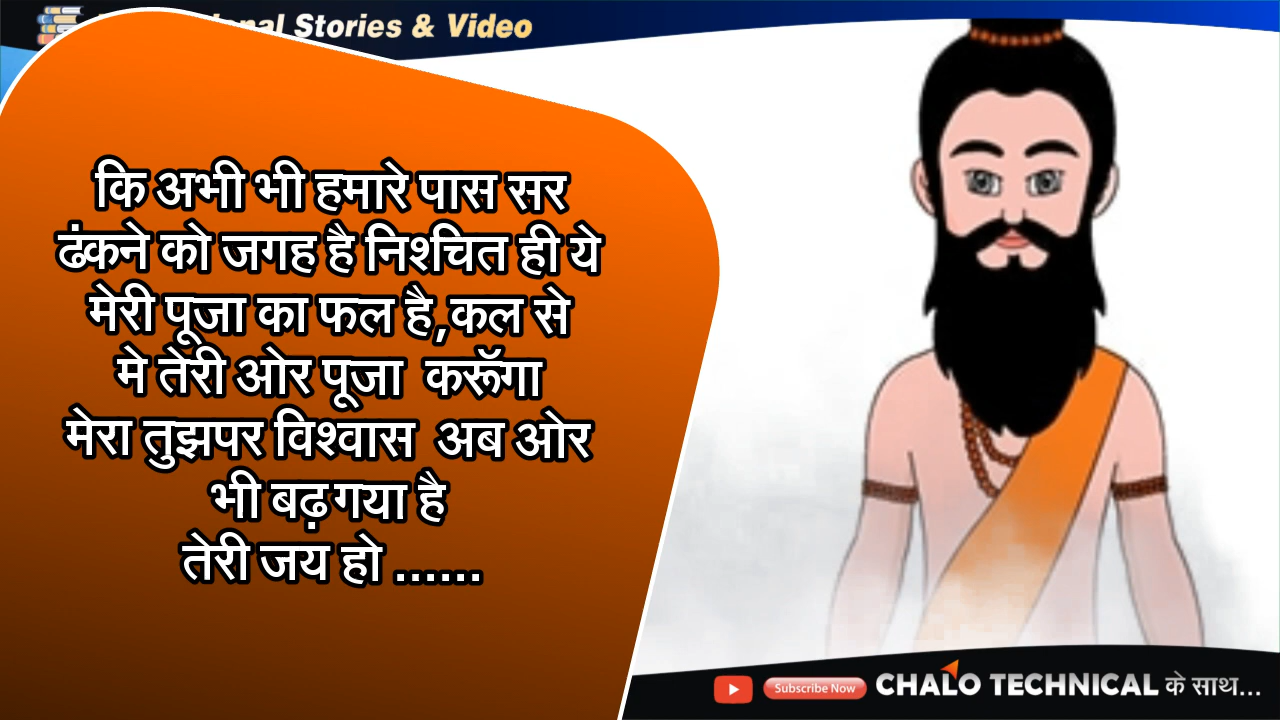 Stories & Video
कि अभी भी हमारे पास सर
ढंकने को जगह है निश्चित ही ये
मेरी पूजा का फल है,कल से
मे तेरी ओर पूजा करूॅगा
मेरा तुझपर विश्वास अब ओर
भी बढ़ गया है
तेरी जय हो ......
Subscribe Now
CHALO TECHNICAL के साथ...